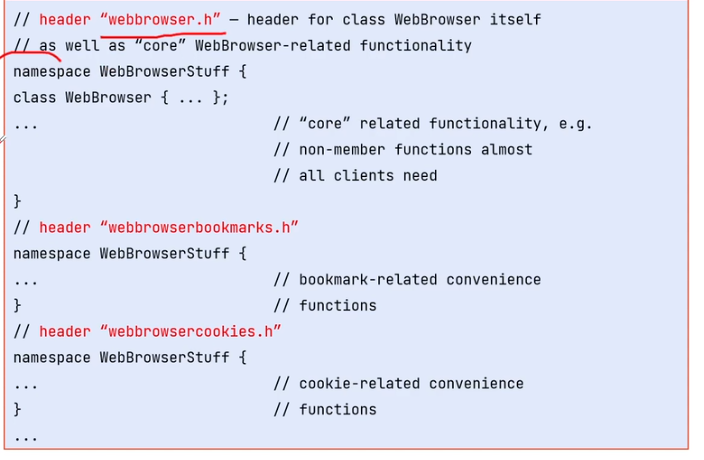 // header “webbrowser.h” — header for class WebBrowser itself
// as well as “core” WebBrowser-related functionality
namespace WebBrowserStuff {
class WebBrowser { ... };
... // “core” related functionality, e.g.
// non-member functions almost
// all clients need
}
// header “webbrowserbookmarks.h”
namespace WebBrowserStuff {
... // bookmark-related convenience
} // functions
// header “webbrowsercookies.h”
namespace WebBrowserStuff {
... // cookie-related convenience
} // functions
...